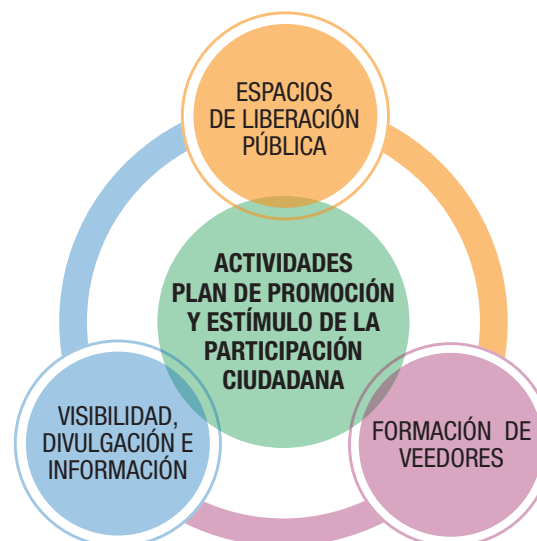 ESPACIOS
DE LIBERACIÓN
PÚBLICA
ACTIVIDADES
PLAN DE PROMOCIÓN
Y ESTÍMULO DE LA
PARTICIPACIÓN
CIUDADANA
VISIBILIDAD,
DIVULGACIÓN E
INFORMACIÓN
FORMACIÓN DE
VEEDORES